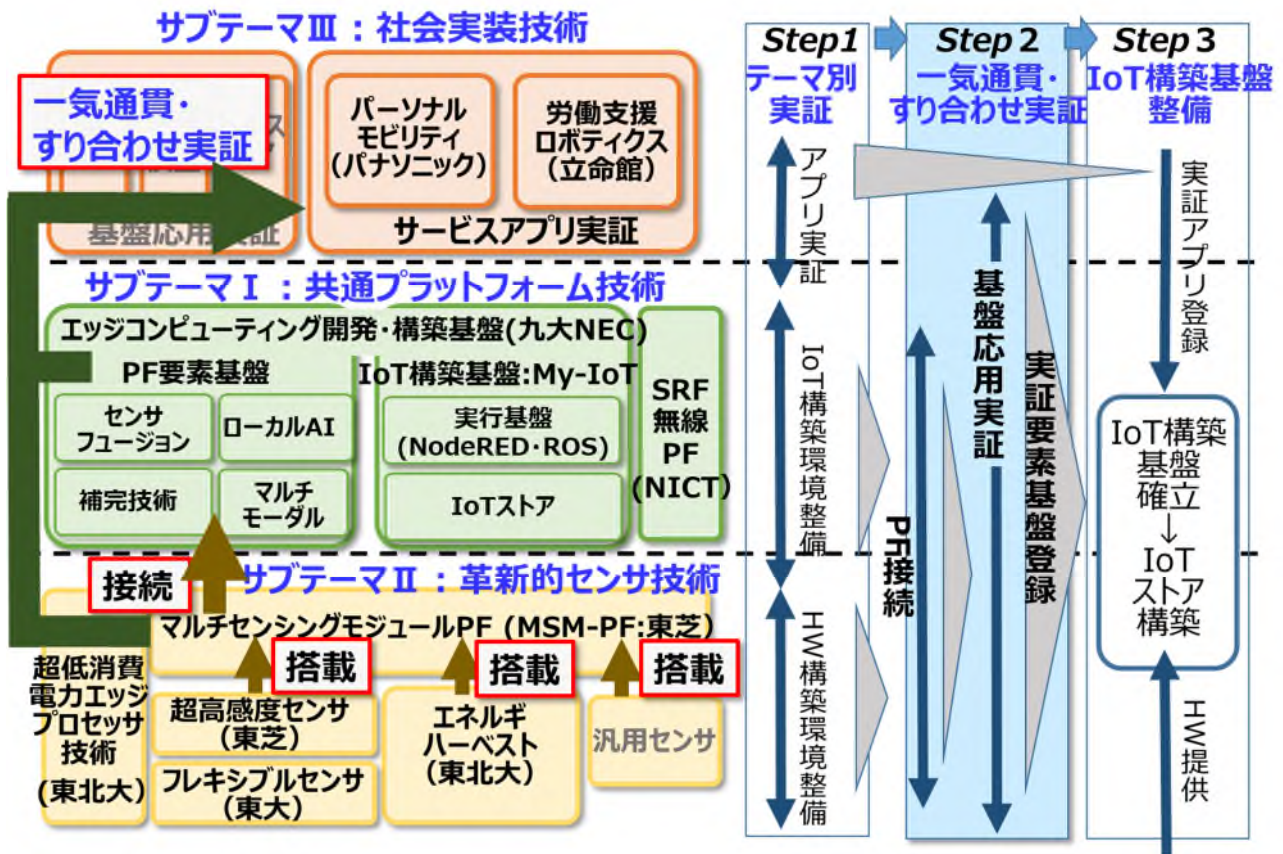 サブテーマⅢ：社会実装技術
一気通貫・
すり合わせ実証
基盤応用実証
パーソナル
モビリティ
(パナソニック)
労働支援
ロボティクス
(立命館)
サービスアプリ実証
サブテーマⅠ：共通プラットフォーム技術
エッジコンピューティング開発・構築基盤(九大NEC)
PF要素基盤
センサ
フュージョン
ローカルAI
補完技術
マルチ
モーダル
IoT構築基盤:My-IoT
実行基盤
(NodeRED・ROS)
IoTストア
SRF
無線
PF
(NICT)
接続
サブテーマⅡ：革新的センサ技術
マルチセンシングモジュールPF (MSM-PF:東芝)
搭載
搭載
搭載
超低消費
電力エッジ
プロセッサ
技術
(東北大)
超高感度センサ
(東芝)
フレキシブルセンサ
(東大)
エネルギ
ハーベスト
(東北大)
汎用センサ
Step1
テーマ別
実証
アプリ実証
IoT構築環境整備
HW構築環境整備
Step 2
一気通貫・
すり合わせ実証
PF接続
基盤応用実証
実証要素基盤登録
Step 3
IoT構築基盤
整備
実証アプリ登録
IoT構築
基盤
確立
↓
IoT
ストア
構築
HW提供